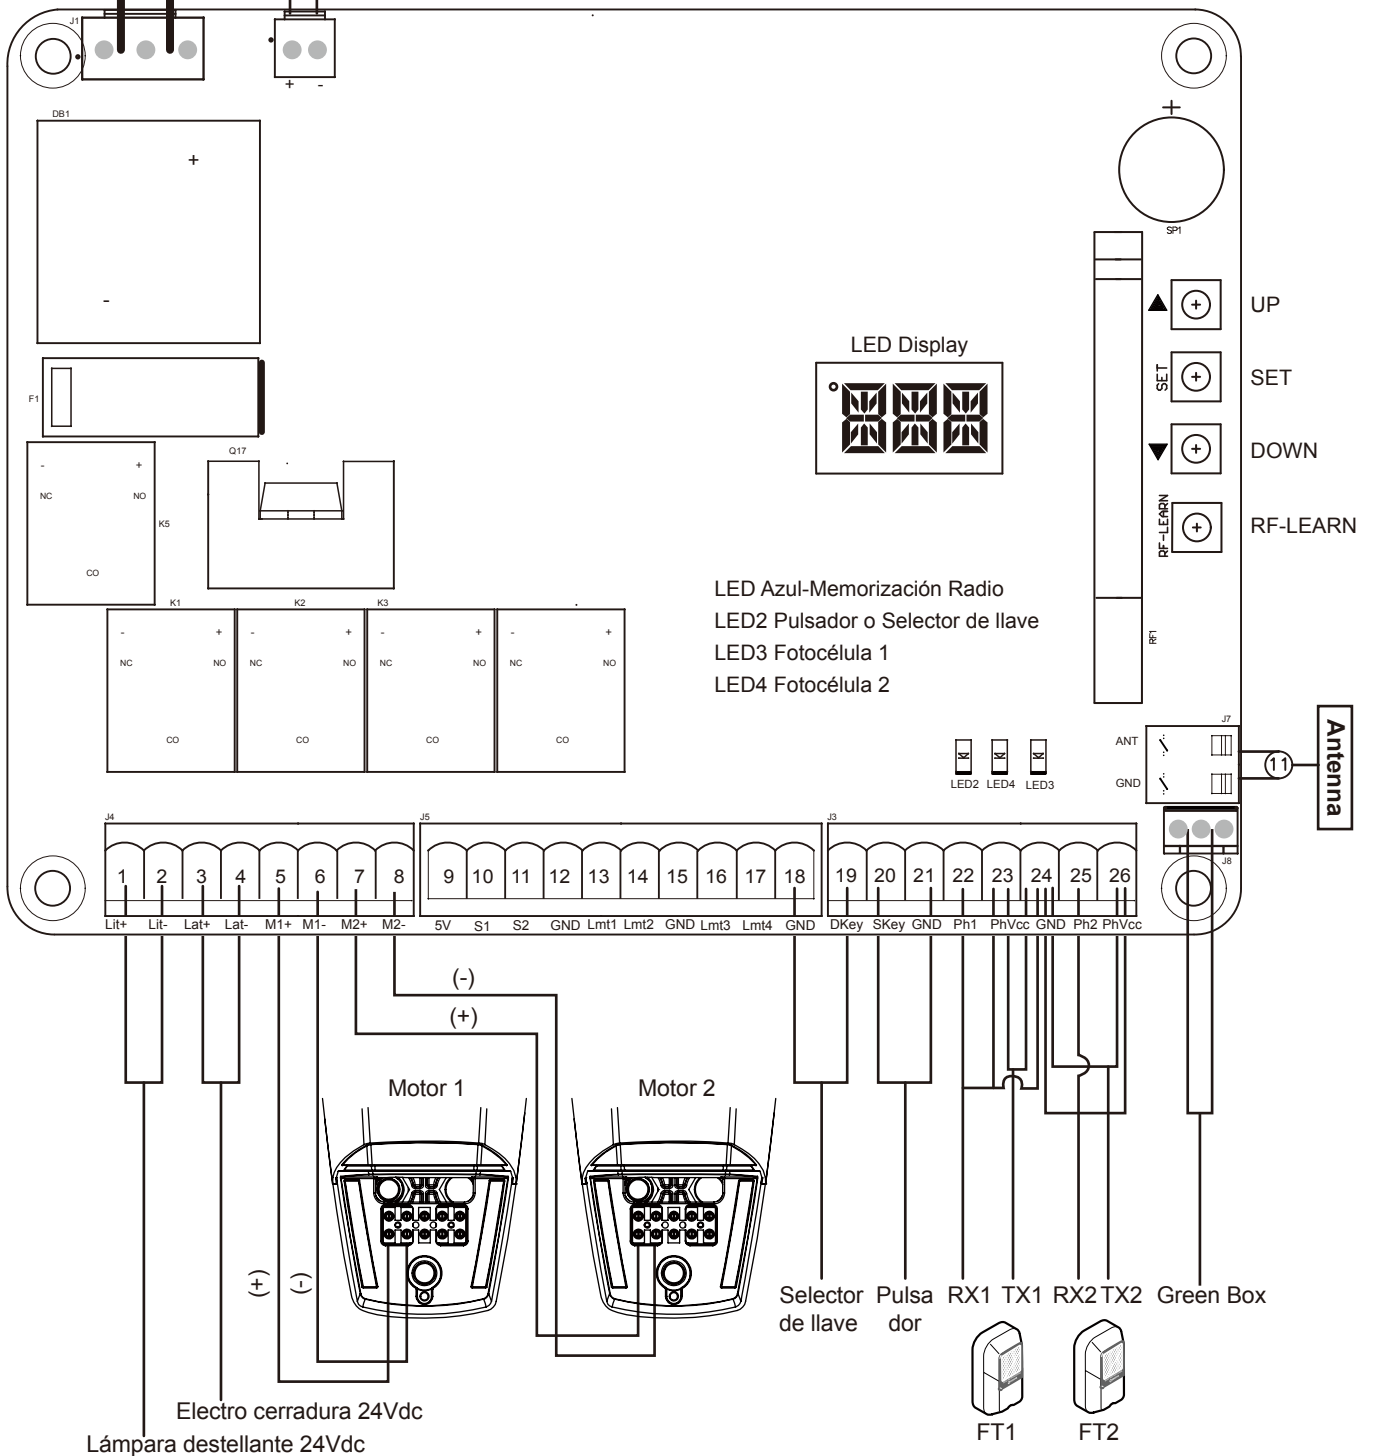 J1
+ -
DB1
+
-
+
SP1
UP
SET
SET
DOWN
RF-LEARN
RF-LEARN
LED Display
F1
Q17
- +
NC NO
K5
CO
K1 K2 K3
- + - + - + - +
NC NO NC NO NC NO NC NO
CO CO CO CO
LED Azul-Memorización Radio
LED2 Pulsador o Selector de llave
LED3 Fotocélula 1
LED4 Fotocélula 2
RF1
J7
ANT
GND
11
Antenna
LED2 LED4 LED3
J8
J4 J5 J3
1 2 3 4 5 6 7 8 9 10 11 12 13 14 15 16 17 18 19 20 21 22 23 24 25 26
Lit+ Lit- Lat+ Lat- M1+ M1- M2+ M2- 5V S1 S2 GND Lmt1 Lmt2 GND Lmt3 Lmt4 GND DKey SKey GND Ph1 PhVcc GND Ph2 PhVcc
(-)
(+)
Motor 1 Motor 2
(+) (-)
Selector de llave
Pulsa dor
RX1 TX1 RX2 TX2 Green Box
FT1 FT2
Electro cerradura 24Vdc
Lámpara destellante 24Vdc